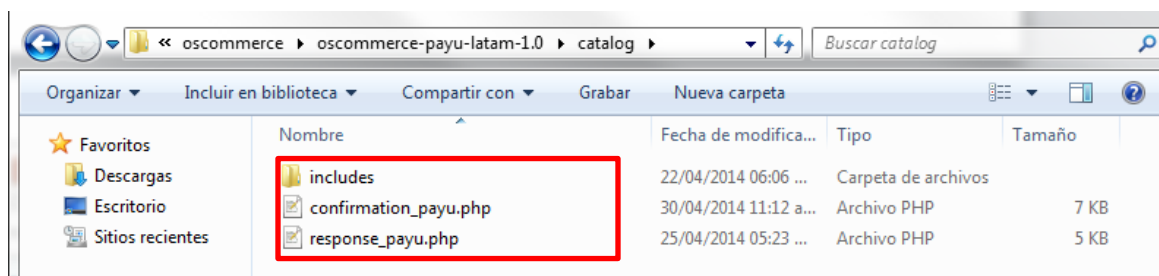 « oscommerce ▸ oscommerce-payu-latam-1.0 ▸ catalog ▸ Buscar catalog
Organizar Incluir en biblioteca Compartir con Grabar Nueva carpeta
Favoritos Nombre Fecha de modifica... Tipo Tamaño
Descargas includes 22/04/2014 06:06 ... Carpeta de archivos
Escritorio confirmation_payu.php 30/04/2014 11:12 a... Archivo PHP 7 KB
Sitios recientes response_payu.php 25/04/2014 05:23 ... Archivo PHP 5 KB